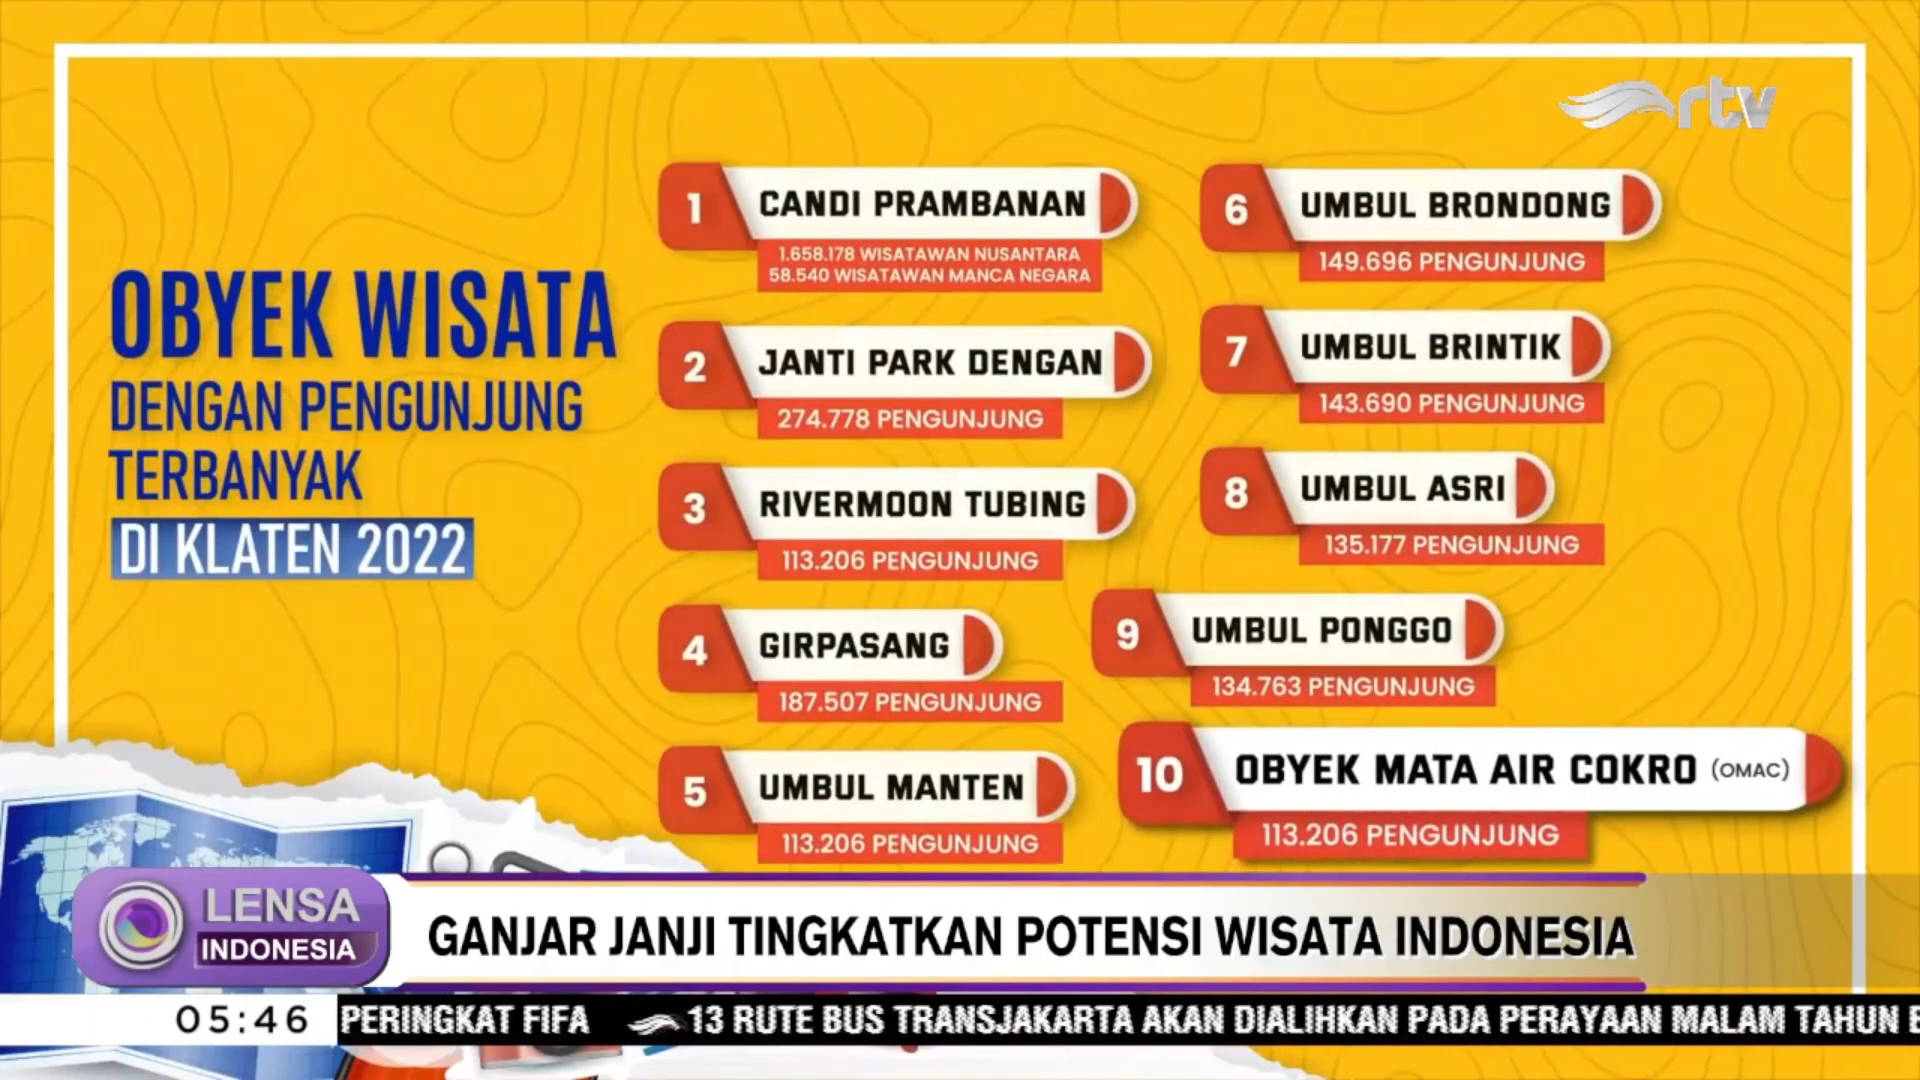 rtv
OBYEK WISATA
DENGAN PENGUNJUNG
TERBANYAK
DI KLATEN 2022
1 CANDI PRAMBANAN
1.658.178 WISATAWAN NUSANTARA
58.540 WISATAWAN MANCA NEGARA
2 JANTI PARK DENGAN
274.778 PENGUNJUNG
3 RIVERMOON TUBING
113.206 PENGUNJUNG
4 GIRPASANG
187.507 PENGUNJUNG
5 UMBUL MANTEN
113.206 PENGUNJUNG
6 UMBUL BRONDONG
149.696 PENGUNJUNG
7 UMBUL BRINTIK
143.690 PENGUNJUNG
8 UMBUL ASRI
135.177 PENGUNJUNG
9 UMBUL PONGGO
134.763 PENGUNJUNG
10 OBYEK MATA AIR COKRO (OMAC)
113.206 PENGUNJUNG
LENSA
INDONESIA
GANJAR JANJI TINGKATKAN POTENSI WISATA INDONESIA
05:46 PERINGKAT FIFA 13 RUTE BUS TRANSJAKARTA AKAN DIALIHKAN PADA PERAYAAN MALAM TAHUN